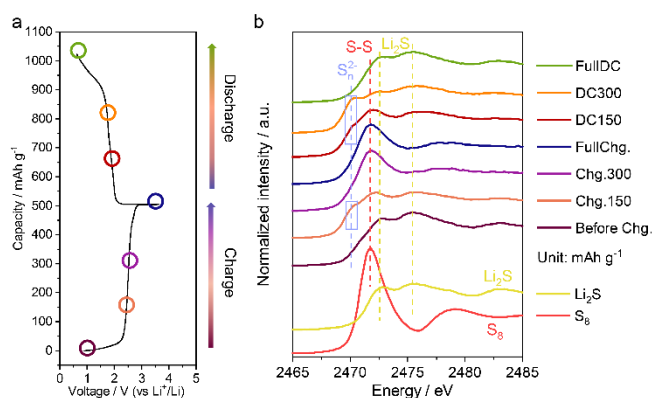 a
1100
1000
900
800
700
600
500
400
300
200
100
0
Capacity / mAh g⁻¹
0 1 2 3 4 5
Voltage / V (vs Li⁺/Li)
Discharge
Charge
b
S-S
Li₂S
Sₙ²⁻
Normalized intensity / a.u.
Li₂S
S₈
2465 2470 2475 2480 2485
Energy / eV
FullDC
DC300
DC150
FullChg.
Chg.300
Chg.150
Before Chg.
Unit: mAh g⁻¹
Li₂S
S₈